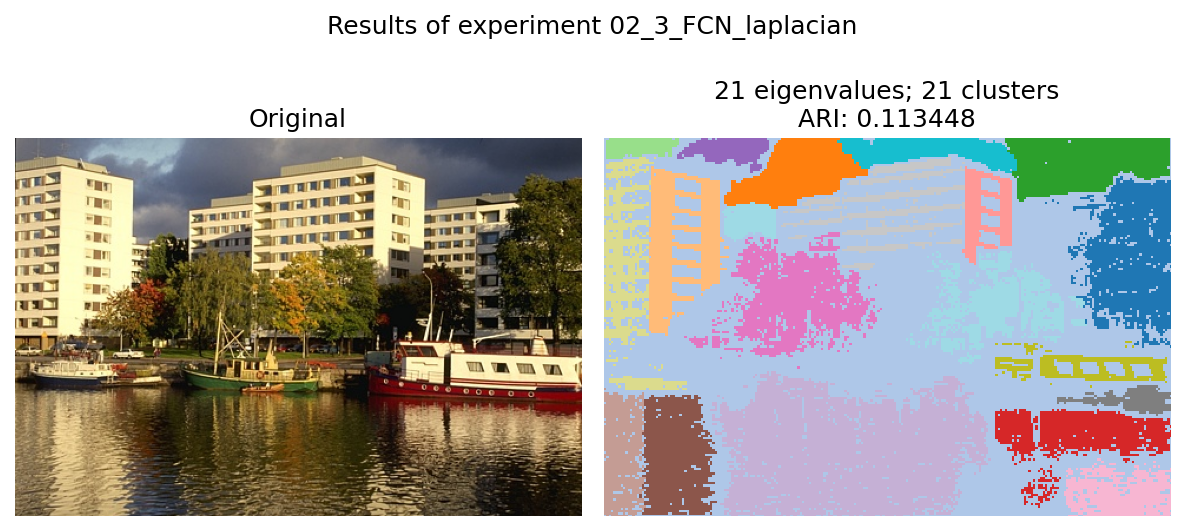 Results of experiment 02_3_FCN_laplacian
Original
21 eigenvalues; 21 clusters
ARI: 0.113448